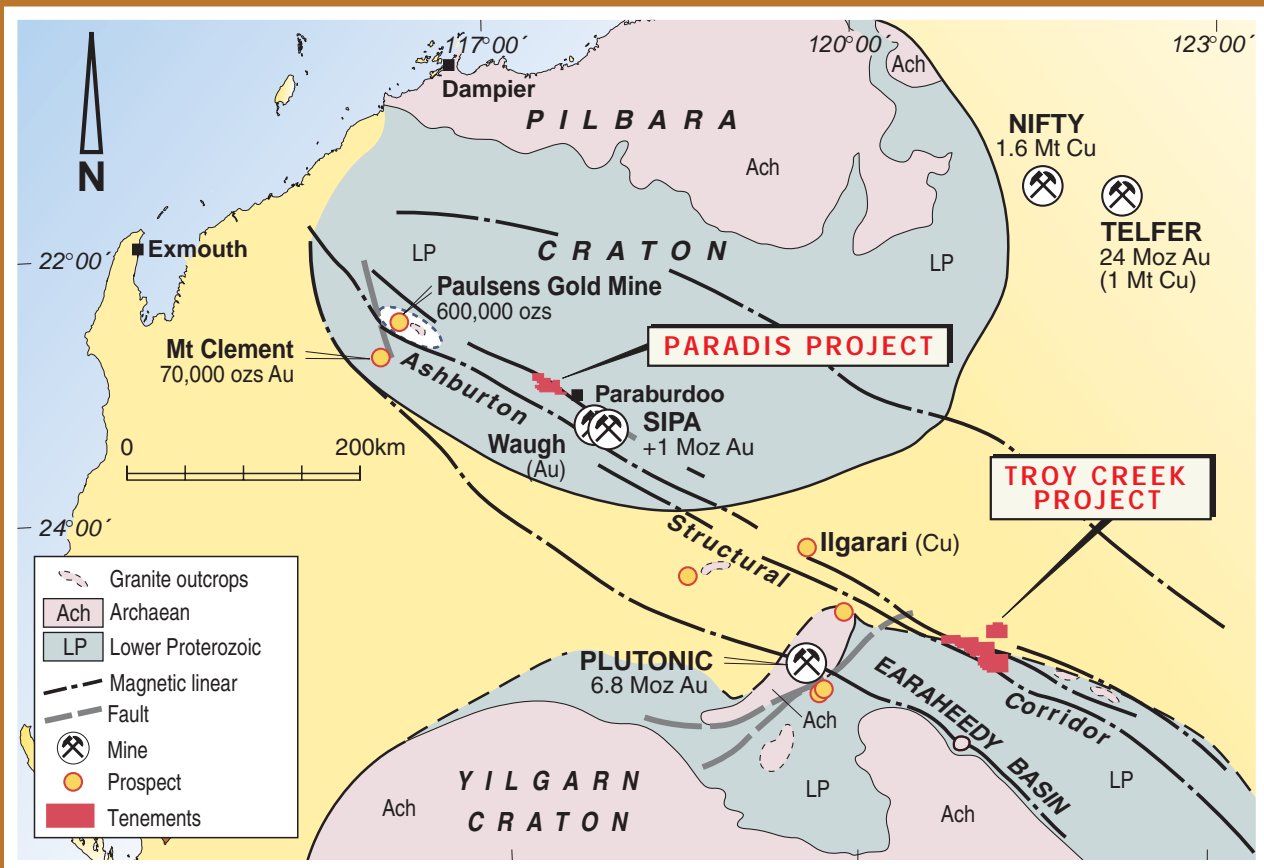 117°00´
120°00´
123°00´
Ach
Dampier
PILBARA
NIFTY
1.6 Mt Cu
Ach
N
TELFER
24 Moz Au
(1 Mt Cu)
Exmouth
22°00´
LP
CRATON
LP
Paulsens Gold Mine
600,000 ozs
PARADIS PROJECT
Mt Clement
70,000 ozs Au
Ashburton
Paraburdoo
SIPA
+1 Moz Au
Waugh
(Au)
0
200km
TROY CREEK
PROJECT
24°00´
Structural
Ilgarari (Cu)
Granite outcrops
Ach
Archaean
LP
Lower Proterozoic
Magnetic linear
Fault
Mine
Prospect
Tenements
PLUTONIC
6.8 Moz Au
Ach
EARAHEEDY BASIN
Corridor
YILGARN
CRATON
Ach
LP
Ach
LP